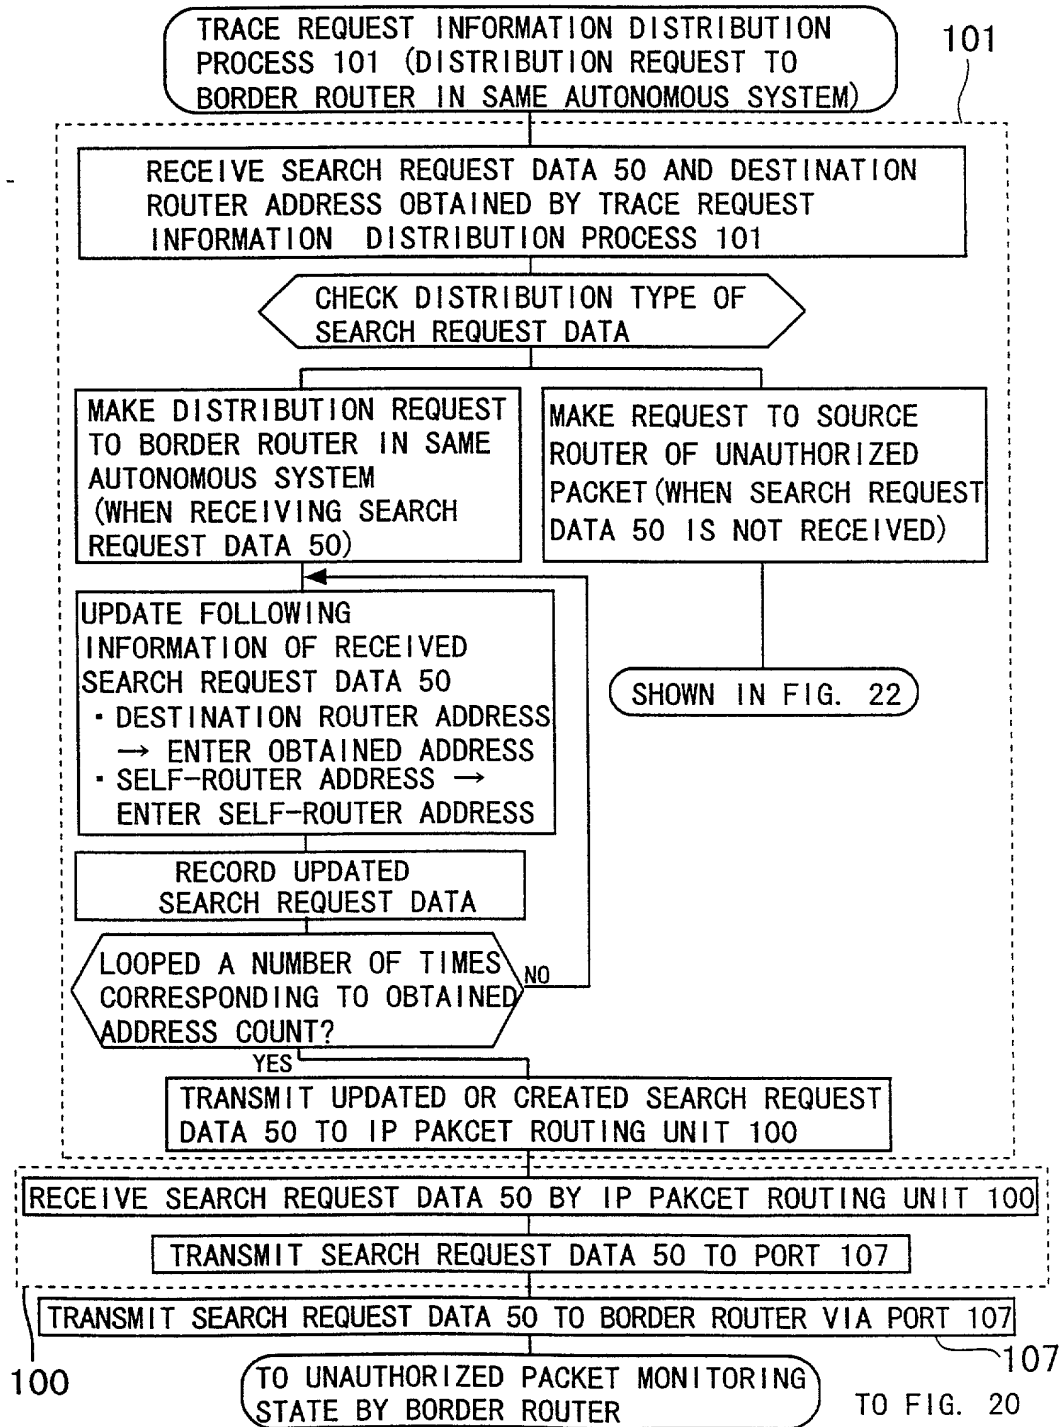 TRACE REQUEST INFORMATION DISTRIBUTION
PROCESS 101 (DISTRIBUTION REQUEST TO
BORDER ROUTER IN SAME AUTONOMOUS SYSTEM)
101
RECEIVE SEARCH REQUEST DATA 50 AND DESTINATION
ROUTER ADDRESS OBTAINED BY TRACE REQUEST
INFORMATION DISTRIBUTION PROCESS 101
CHECK DISTRIBUTION TYPE OF
SEARCH REQUEST DATA
MAKE DISTRIBUTION REQUEST
TO BORDER ROUTER IN SAME
AUTONOMOUS SYSTEM
(WHEN RECEIVING SEARCH
REQUEST DATA 50)
MAKE REQUEST TO SOURCE
ROUTER OF UNAUTHORIZED
PACKET(WHEN SEARCH REQUEST
DATA 50 IS NOT RECEIVED)
UPDATE FOLLOWING
INFORMATION OF RECEIVED
SEARCH REQUEST DATA 50
・DESTINATION ROUTER ADDRESS
→ ENTER OBTAINED ADDRESS
・SELF-ROUTER ADDRESS →
ENTER SELF-ROUTER ADDRESS
SHOWN IN FIG. 22
RECORD UPDATED
SEARCH REQUEST DATA
LOOPED A NUMBER OF TIMES
CORRESPONDING TO OBTAINED
ADDRESS COUNT?
NO
YES
TRANSMIT UPDATED OR CREATED SEARCH REQUEST
DATA 50 TO IP PAKCET ROUTING UNIT 100
RECEIVE SEARCH REQUEST DATA 50 BY IP PAKCET ROUTING UNIT 100
TRANSMIT SEARCH REQUEST DATA 50 TO PORT 107
TRANSMIT SEARCH REQUEST DATA 50 TO BORDER ROUTER VIA PORT 107
100
107
TO UNAUTHORIZED PACKET MONITORING
STATE BY BORDER ROUTER
TO FIG. 20